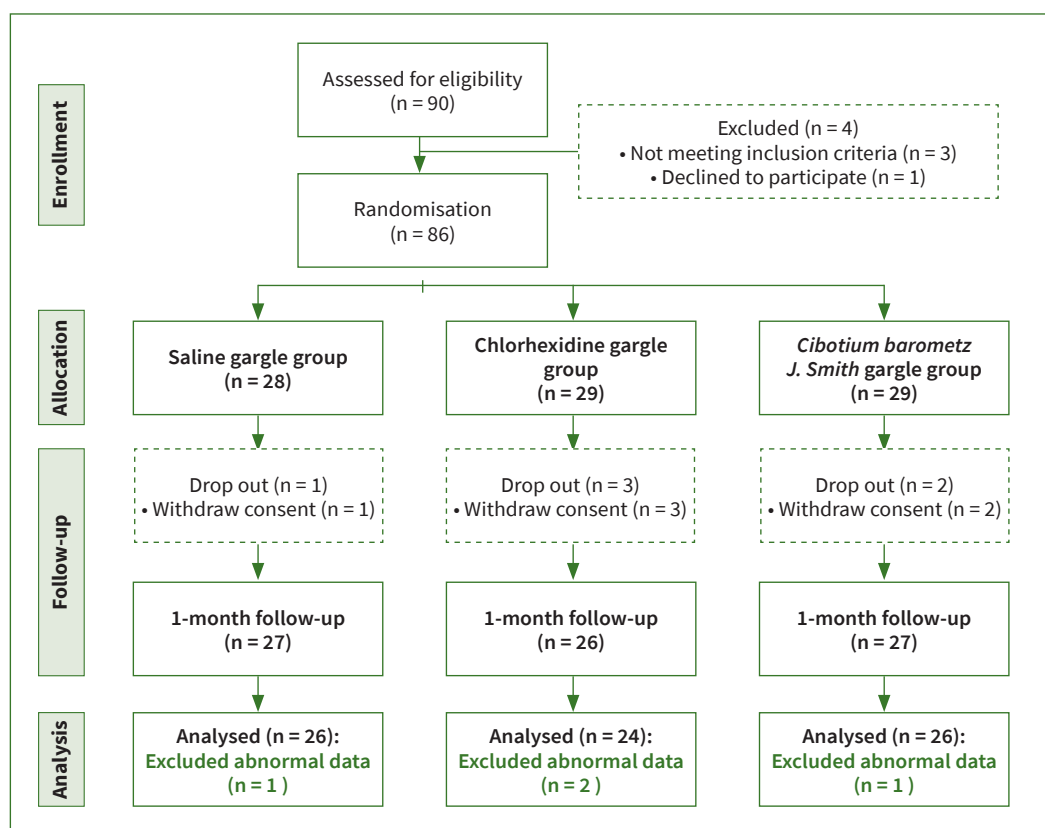 Enrollment
Assessed for eligibility
(n = 90)
Excluded (n = 4)
• Not meeting inclusion criteria (n = 3)
• Declined to participate (n = 1)
Randomisation
(n = 86)
Allocation
Saline gargle group
(n = 28)
Chlorhexidine gargle
group
(n = 29)
Cibotium barometz
J. Smith gargle group
(n = 29)
Follow-up
Drop out (n = 1)
• Withdraw consent (n = 1)
Drop out (n = 3)
• Withdraw consent (n = 3)
Drop out (n = 2)
• Withdraw consent (n = 2)
1-month follow-up
(n = 27)
1-month follow-up
(n = 26)
1-month follow-up
(n = 27)
Analysis
Analysed (n = 26):
Excluded abnormal data
(n = 1 )
Analysed (n = 24):
Excluded abnormal data
(n = 2 )
Analysed (n = 26):
Excluded abnormal data
(n = 1 )